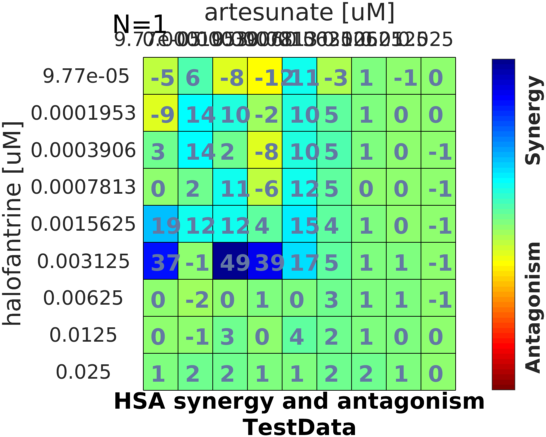 artesunate [uM]
N=1
9.77e-05
9.77e-05 -5 6 -8 -12 11 -3 1 -1 0
0.0001953 -9 14 10 -2 10 5 1 0 0
0.0003906 3 14 2 -8 10 5 1 0 -1
0.0007813 0 2 11 -6 12 5 0 0 -1
0.0015625 19 12 12 4 15 4 1 0 -1
0.003125 37 -1 49 39 17 5 1 1 -1
0.00625 0 -2 0 1 0 3 1 1 -1
0.0125 0 -1 3 0 4 2 1 0 0
0.025 1 2 2 1 1 2 2 1 0
halofantrine [uM]
Synergy
Antagonism
HSA synergy and antagonism
TestData